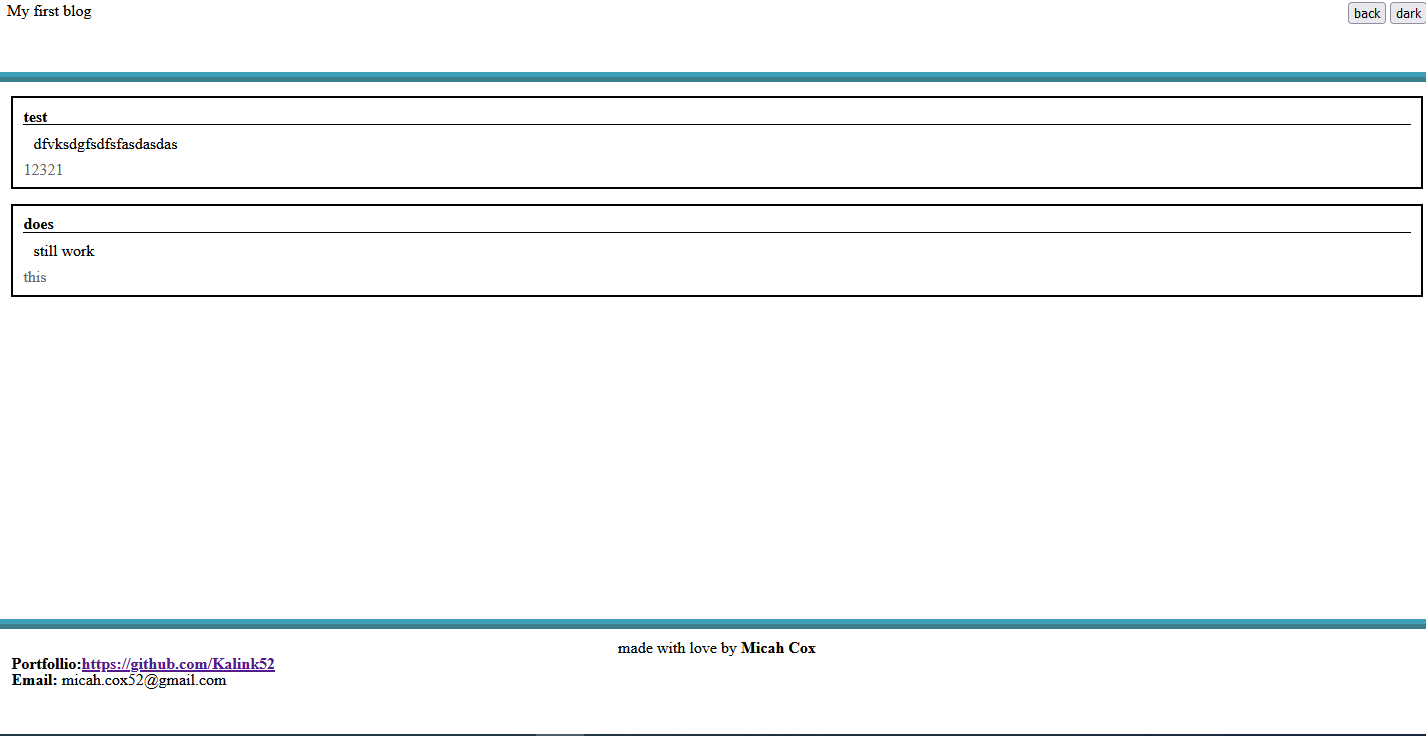 My first blog
back dark
test
dfvksdgfsdfsfasdasdas
12321
does
still work
this
made with love by Micah Cox
Portfollio:https://github.com/Kalink52
Email: micah.cox52@gmail.com